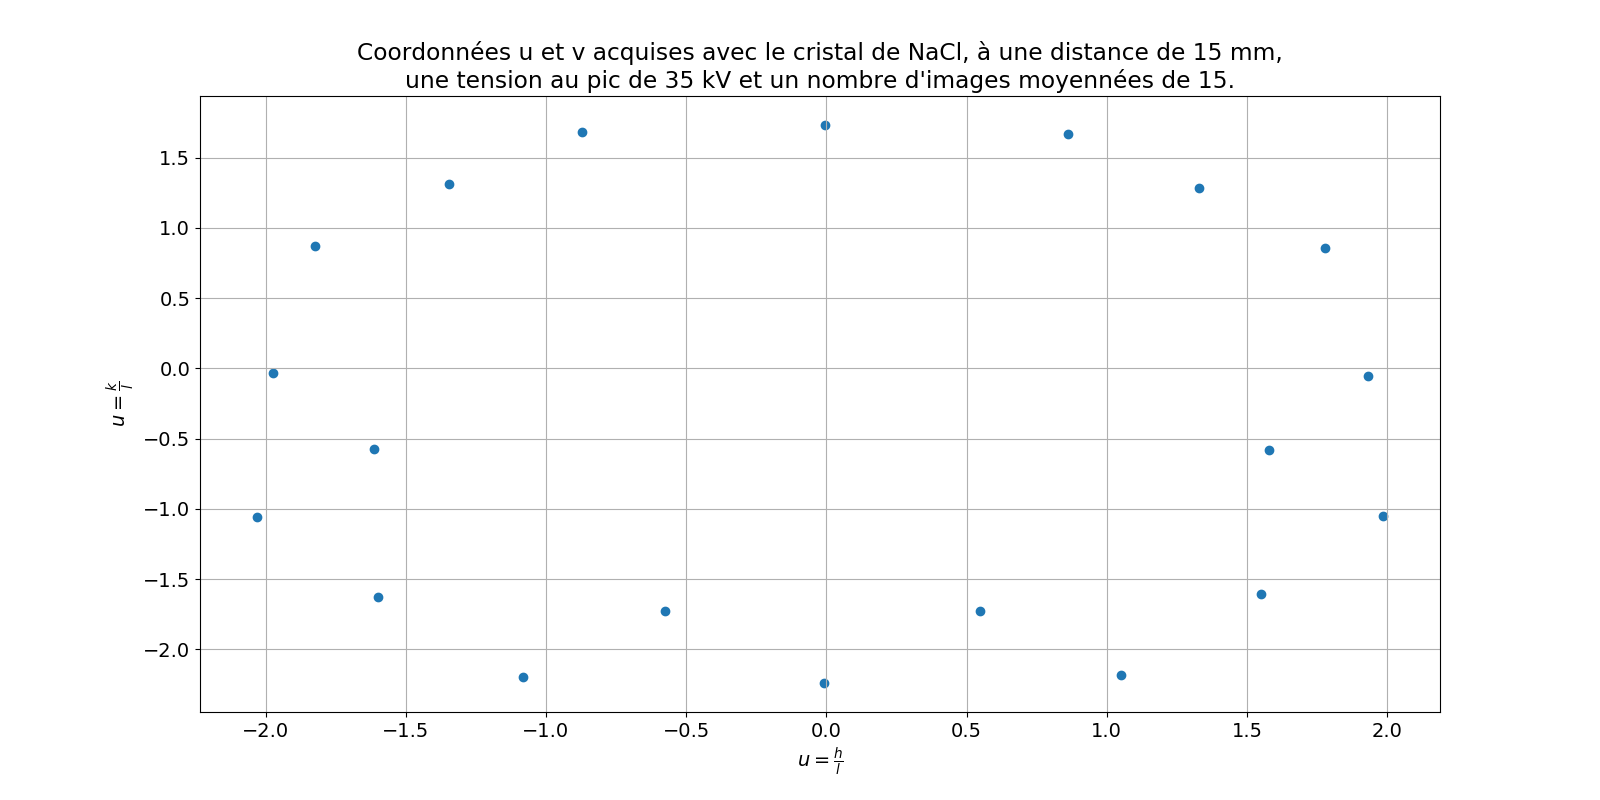 Coordonnées u et v acquises avec le cristal de NaCl, à une distance de 15 mm,
une tension au pic de 35 kV et un nombre d'images moyennées de 15.
1.5
1.0
0.5
0.0
−0.5
−1.0
−1.5
−2.0
u = k/l
−2.0 −1.5 −1.0 −0.5 0.0 0.5 1.0 1.5 2.0
u = h/l